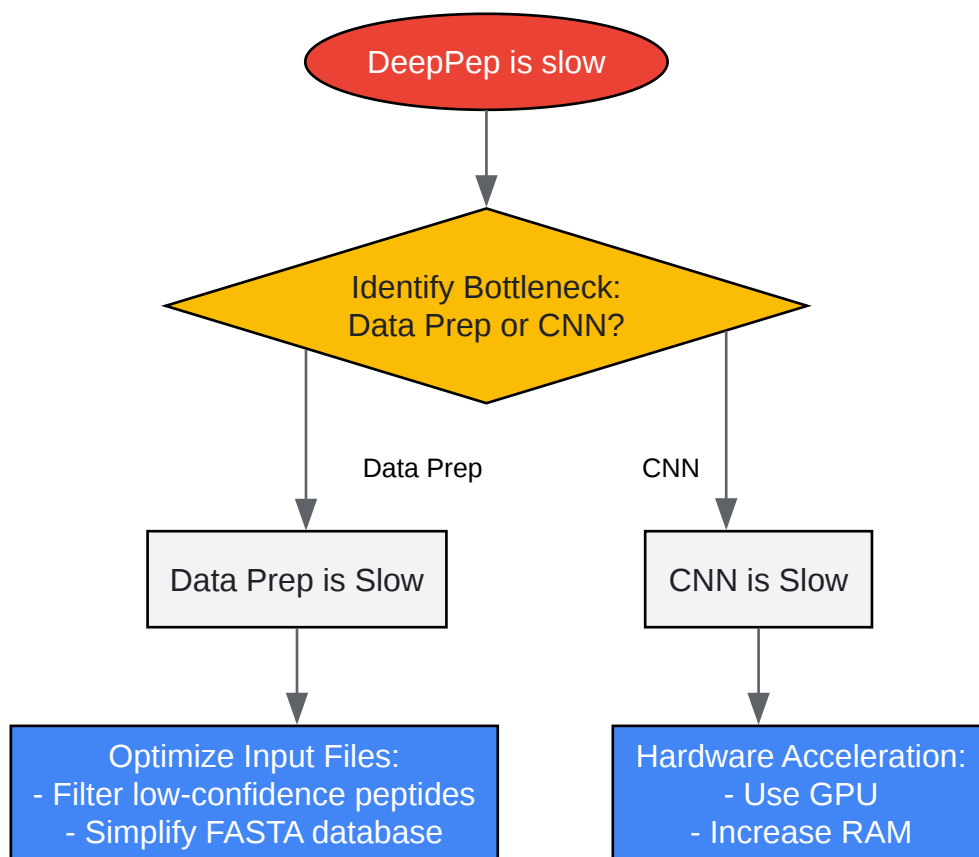 DeepPep is slow
Identify Bottleneck:
Data Prep or CNN?
Data Prep
CNN
Data Prep is Slow
CNN is Slow
Optimize Input Files:
- Filter low-confidence peptides
- Simplify FASTA database
Hardware Acceleration:
- Use GPU
- Increase RAM